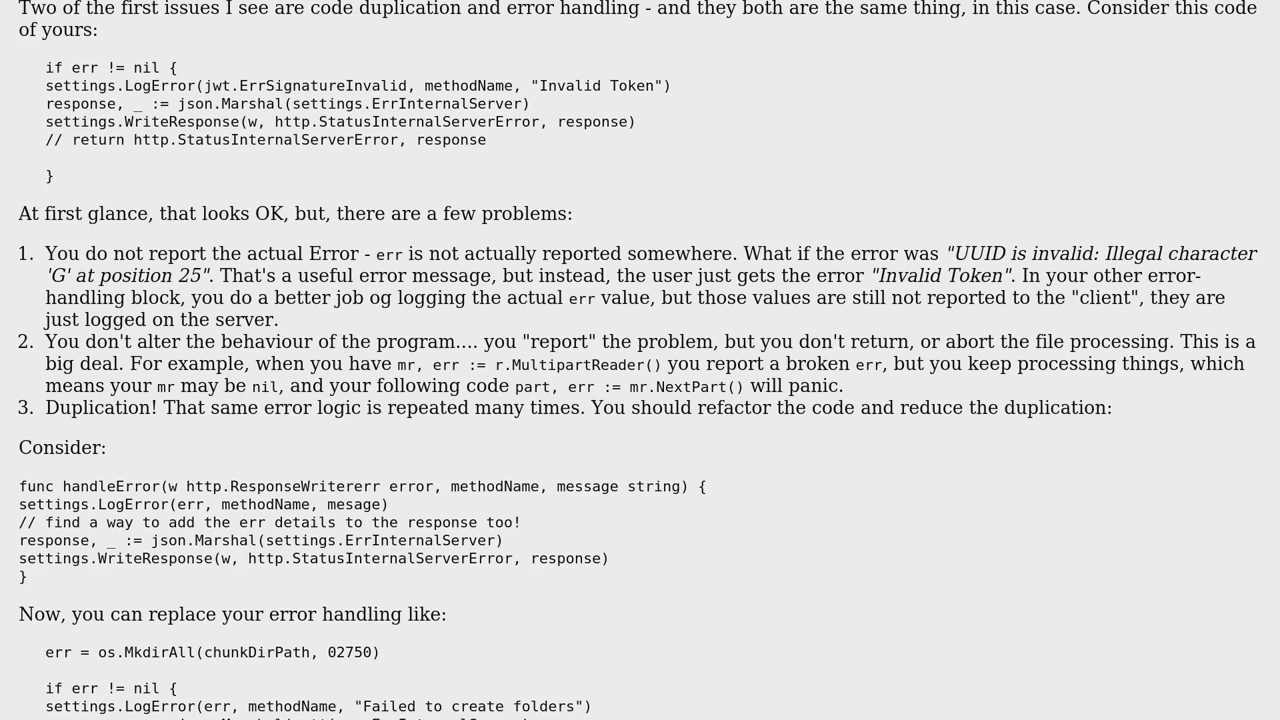 Two of the first issues I see are code duplication and error handling - and they both are the same thing, in this case. Consider this code
of yours:
if err != nil {
settings.LogError(jwt.ErrSignatureInvalid, methodName, "Invalid Token")
response, _ := json.Marshal(settings.ErrInternalServer)
settings.WriteResponse(w, http.StatusInternalServerError, response)
// return http.StatusInternalServerError, response
}
At first glance, that looks OK, but, there are a few problems:
1. You do not report the actual Error - err is not actually reported somewhere. What if the error was "UUID is invalid: Illegal character
'G' at position 25". That's a useful error message, but instead, the user just gets the error "Invalid Token". In your other error-
handling block, you do a better job og logging the actual err value, but those values are still not reported to the "client", they are
just logged on the server.
2. You don't alter the behaviour of the program.... you "report" the problem, but you don't return, or abort the file processing. This is a
big deal. For example, when you have mr, err := r.MultipartReader() you report a broken err, but you keep processing things, which
means your mr may be nil, and your following code part, err := mr.NextPart() will panic.
3. Duplication! That same error logic is repeated many times. You should refactor the code and reduce the duplication:
Consider:
func handleError(w http.ResponseWritererr error, methodName, message string) {
settings.LogError(err, methodName, mesage)
// find a way to add the err details to the response too!
response, _ := json.Marshal(settings.ErrInternalServer)
settings.WriteResponse(w, http.StatusInternalServerError, response)
}
Now, you can replace your error handling like:
err = os.MkdirAll(chunkDirPath, 02750)
if err != nil {
settings.LogError(err, methodName, "Failed to create folders")